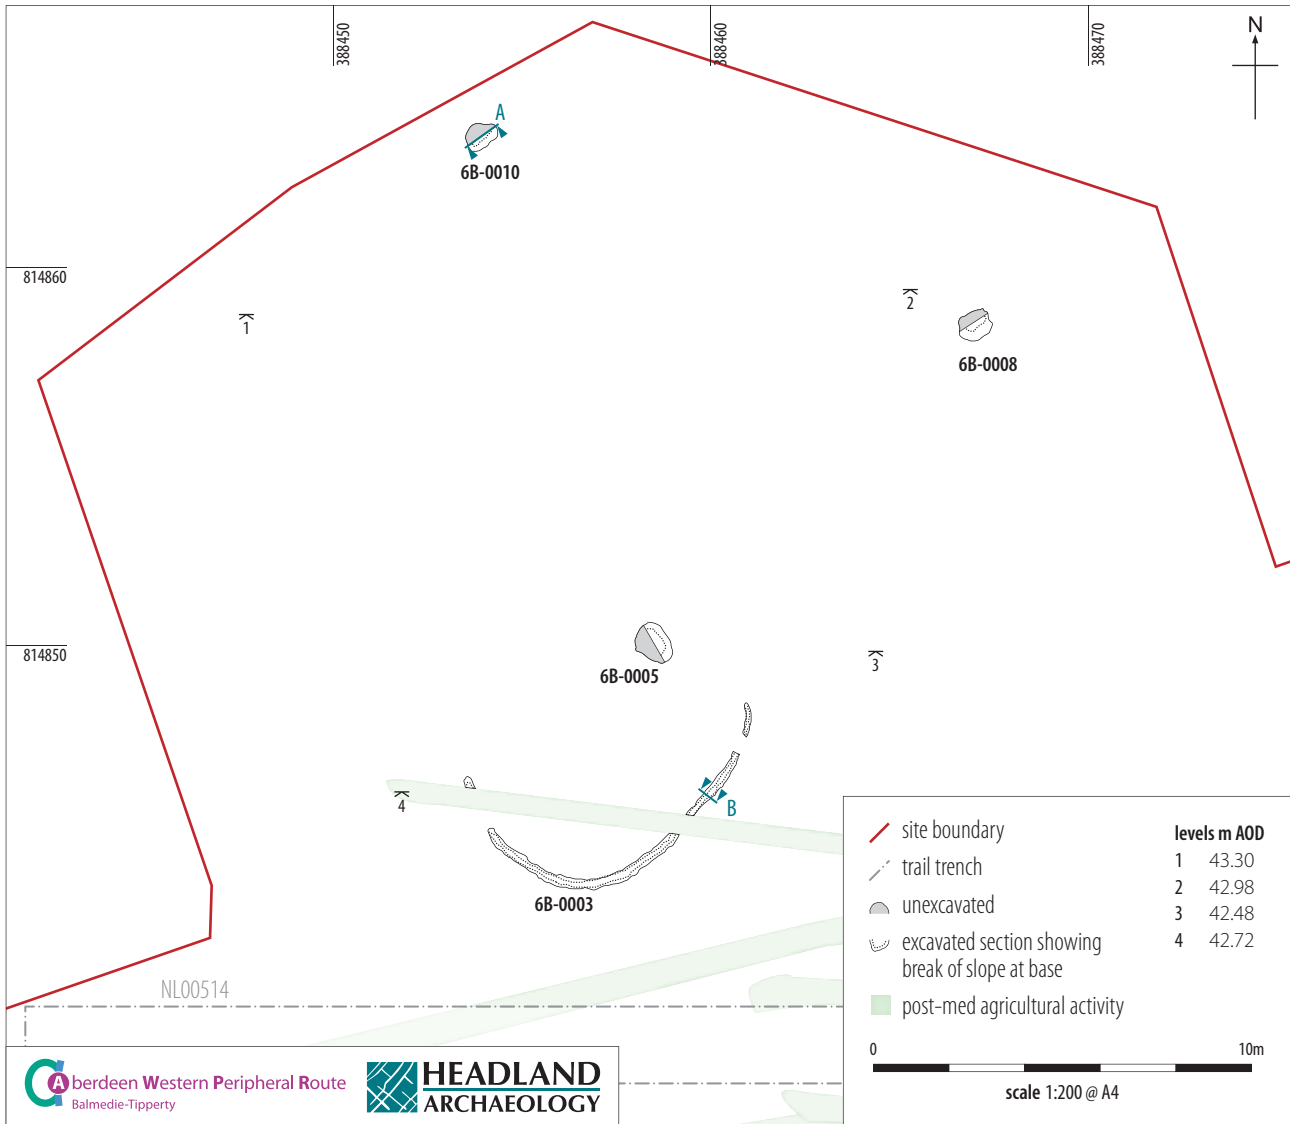 388450
388460
388470
N
A
6B-0010
814860
1
2
6B-0008
814850
6B-0005
3
4
B
6B-0003
NL00514
site boundary
trail trench
unexcavated
excavated section showing
break of slope at base
post-med agricultural activity
levels m AOD
1 43.30
2 42.98
3 42.48
4 42.72
0 10m
scale 1:200 @ A4
Aberdeen Western Peripheral Route
Balmedie-Tipperty
HEADLAND
ARCHAEOLOGY